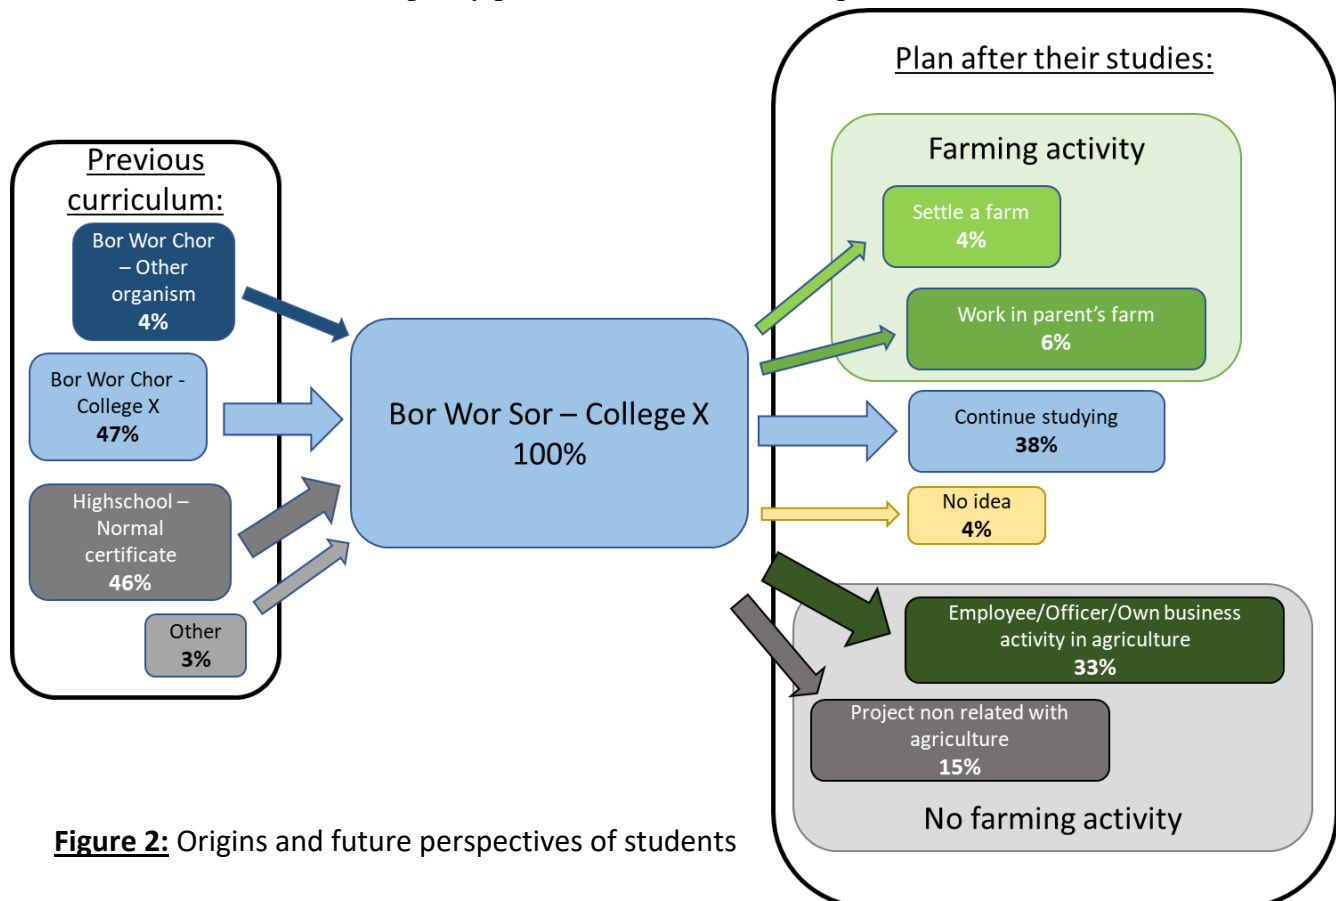 Plan after their studies:
Previous
curriculum:
Bor Wor Chor
– Other
organism
4%
Bor Wor Chor -
College X
47%
Highschool –
Normal
certificate
46%
Other
3%
Bor Wor Sor – College X
100%
Farming activity
Settle a farm
4%
Work in parent's farm
6%
Continue studying
38%
No idea
4%
Employee/Officer/Own business
activity in agriculture
33%
Project non related with
agriculture
15%
No farming activity
Figure 2: Origins and future perspectives of students